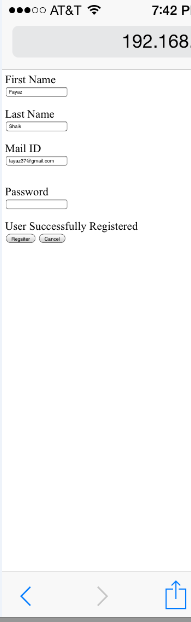 AT&T 7:42 P
192.168.
First Name
Fayaz
Last Name
Shaik
Mail ID
Password
User Successfully Registered
Register Cancel